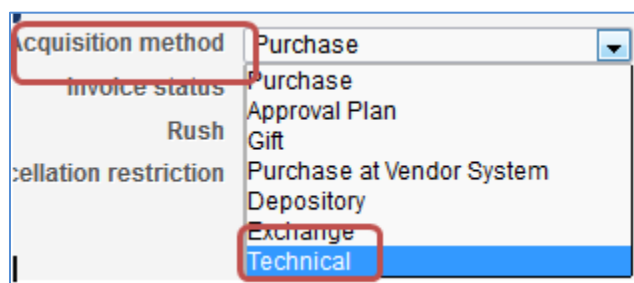 Acquisition method Purchase
Invoice status Purchase
Approval Plan
Rush Gift
cellation restriction Purchase at Vendor System
Depository
Exchange
Technical